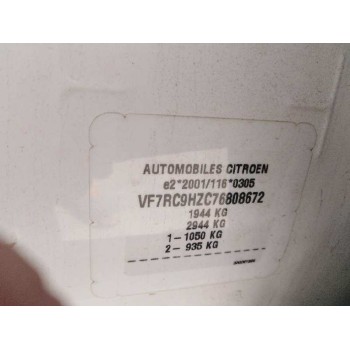 AUTOMOBILES CITROEN
e2*2001/116*0305
VF7RC9HZC76808672
1944 KG
2944 KG
1- 1050 KG
2- 935 KG